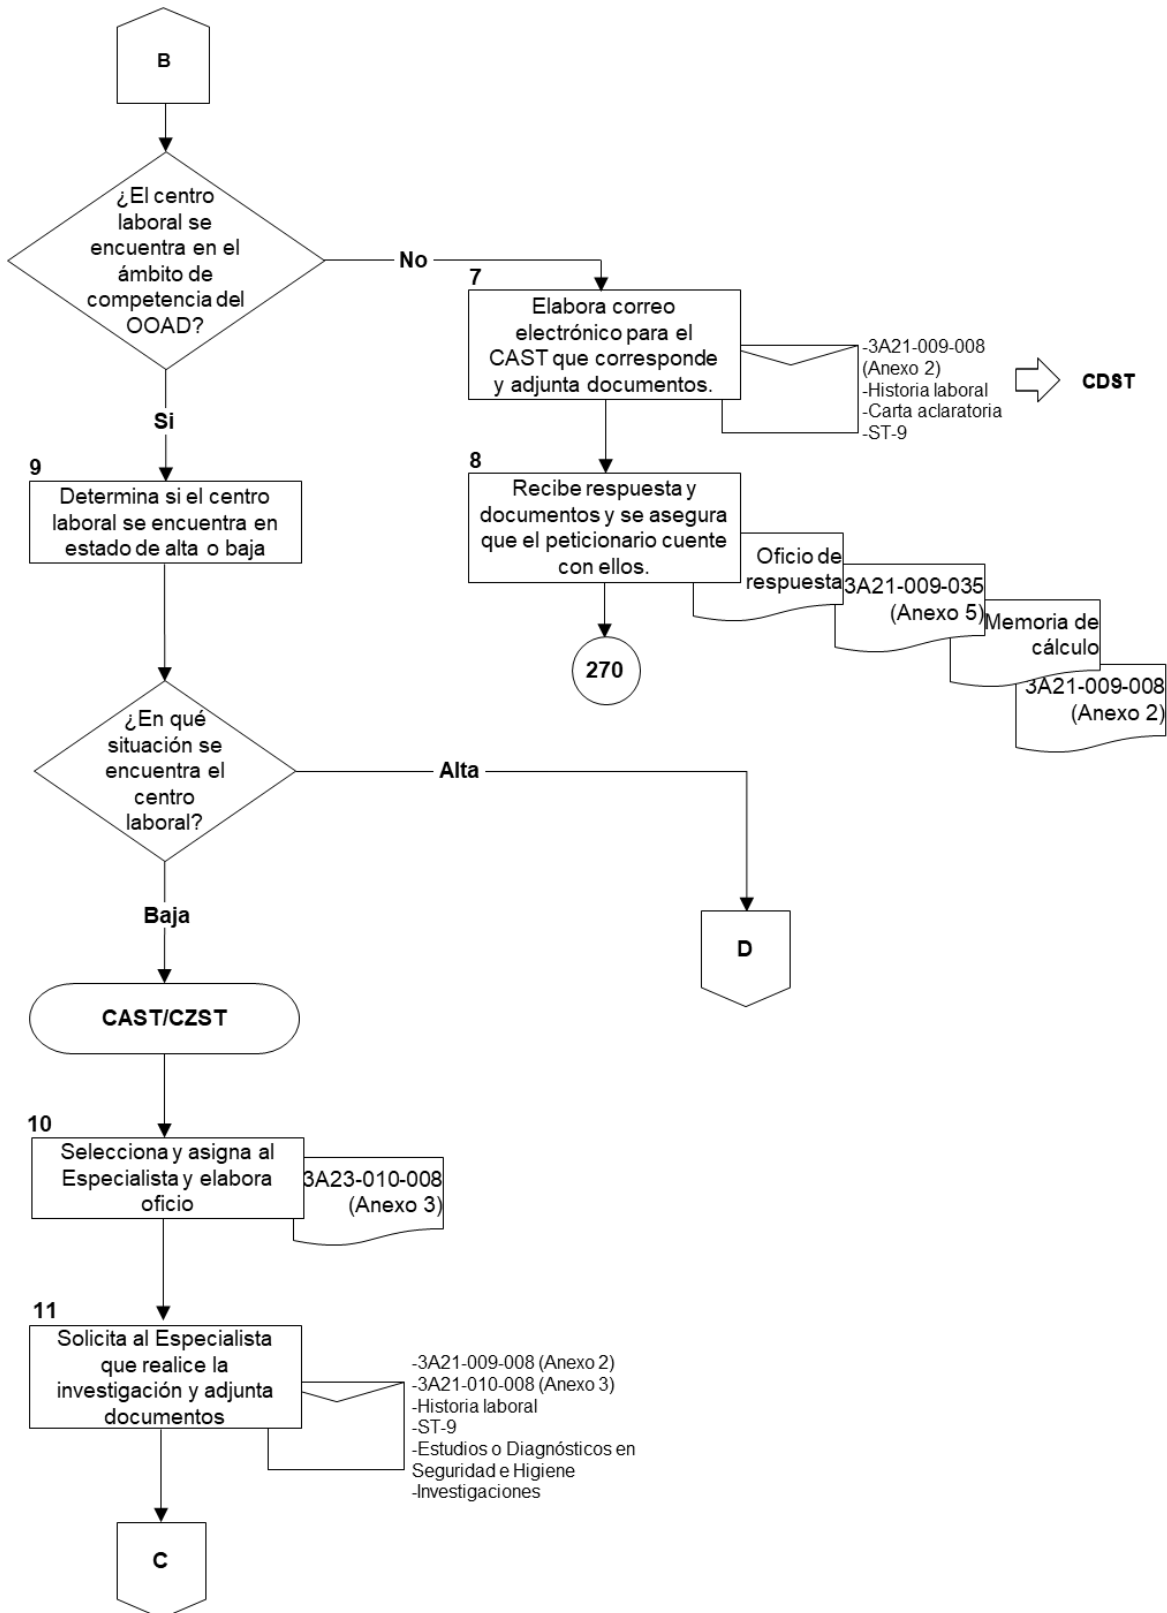 B
¿El centro
laboral se
encuentra en el
ámbito de
competencia del
OOAD?
No
7
Elabora correo
electrónico para el
CAST que corresponde
y adjunta documentos.
-3A21-009-008
(Anexo 2)
-Historia laboral
-Carta aclaratoria
-ST-9
CDST
8
Recibe respuesta y
documentos y se asegura
que el peticionario cuente
con ellos.
Oficio de
respuesta
3A21-009-035
(Anexo 5)
Memoria de
cálculo
3A21-009-008
(Anexo 2)
270
Si
9
Determina si el centro
laboral se encuentra en
estado de alta o baja
¿En qué
situación se
encuentra el
centro
laboral?
Alta
D
Baja
CAST/CZST
10
Selecciona y asigna al
Especialista y elabora
oficio
3A23-010-008
(Anexo 3)
11
Solicita al Especialista
que realice la
investigación y adjunta
documentos
-3A21-009-008 (Anexo 2)
-3A21-010-008 (Anexo 3)
-Historia laboral
-ST-9
-Estudios o Diagnósticos en
Seguridad e Higiene
-Investigaciones
C